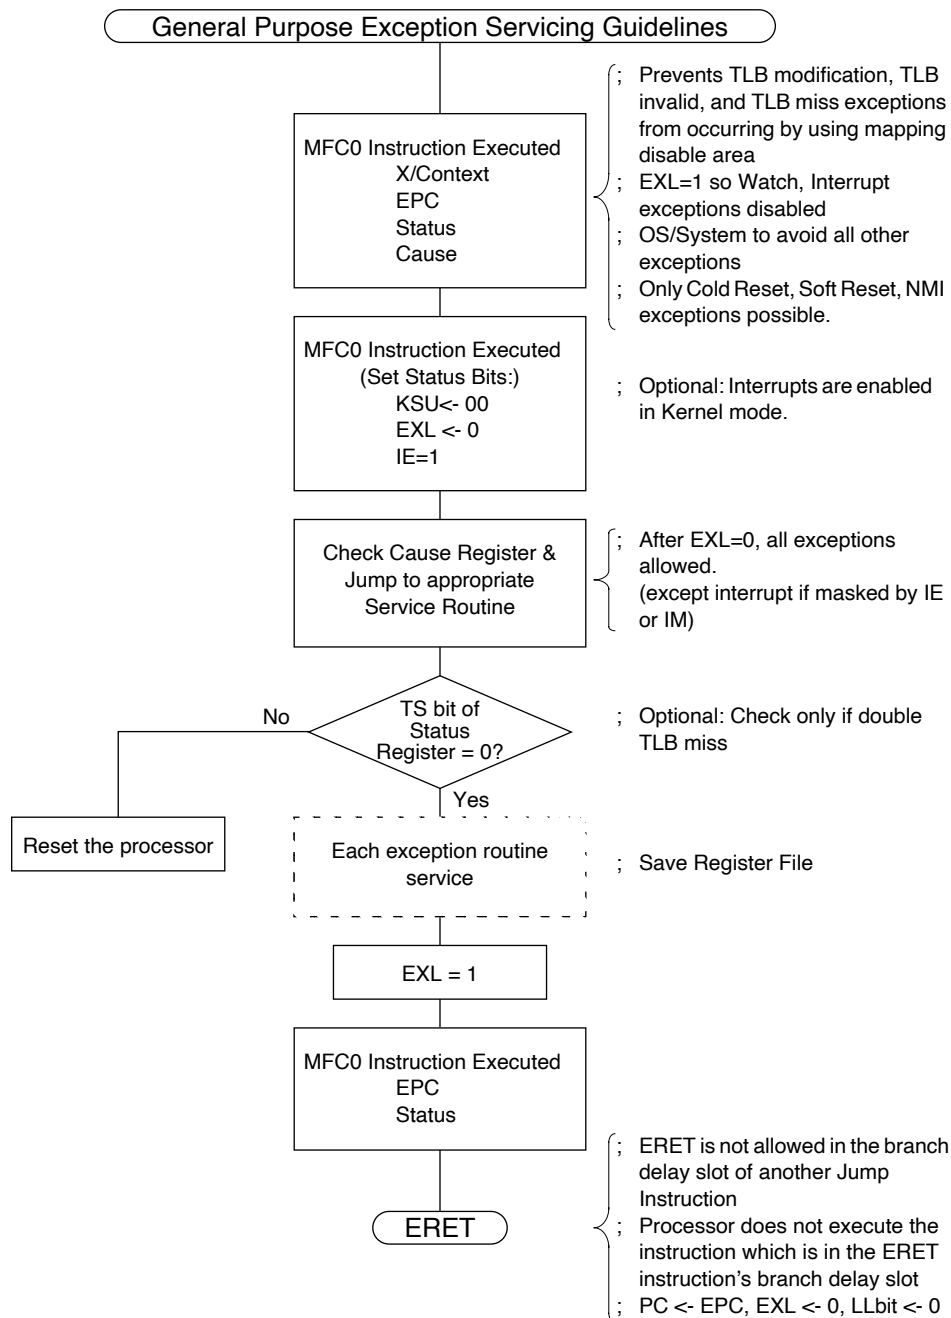 General Purpose Exception Servicing Guidelines
MFC0 Instruction Executed
X/Context
EPC
Status
Cause
; Prevents TLB modification, TLB
invalid, and TLB miss exceptions
from occurring by using mapping
disable area
; EXL=1 so Watch, Interrupt
exceptions disabled
; OS/System to avoid all other
exceptions
; Only Cold Reset, Soft Reset, NMI
exceptions possible.
MFC0 Instruction Executed
(Set Status Bits:)
KSU<- 00
EXL <- 0
IE=1
; Optional: Interrupts are enabled
in Kernel mode.
Check Cause Register &
Jump to appropriate
Service Routine
; After EXL=0, all exceptions
allowed.
(except interrupt if masked by IE
or IM)
TS bit of
Status
Register = 0?
; Optional: Check only if double
TLB miss
No
Yes
Reset the processor
Each exception routine
service
; Save Register File
EXL = 1
MFC0 Instruction Executed
EPC
Status
ERET
; ERET is not allowed in the branch
delay slot of another Jump
Instruction
; Processor does not execute the
instruction which is in the ERET
instruction's branch delay slot
; PC <- EPC, EXL <- 0, LLbit <- 0